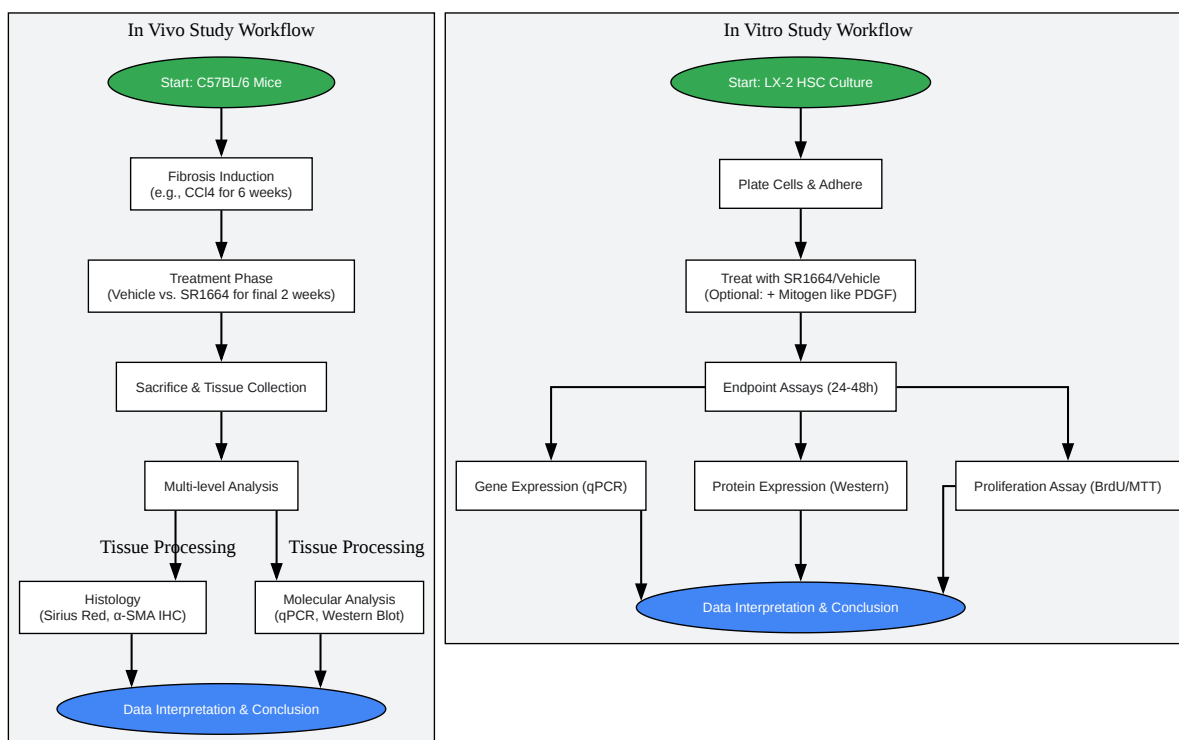 In Vivo Study Workflow
Start: C57BL/6 Mice
Fibrosis Induction
(e.g., CCl4 for 6 weeks)
Treatment Phase
(Vehicle vs. SR1664 for final 2 weeks)
Sacrifice & Tissue Collection
Multi-level Analysis
Tissue Processing
Tissue Processing
Histology
(Sirius Red, α-SMA IHC)
Molecular Analysis
(qPCR, Western Blot)
Data Interpretation & Conclusion
In Vitro Study Workflow
Start: LX-2 HSC Culture
Plate Cells & Adhere
Treat with SR1664/Vehicle
(Optional: + Mitogen like PDGF)
Endpoint Assays (24-48h)
Gene Expression (qPCR)
Protein Expression (Western)
Proliferation Assay (BrdU/MTT)
Data Interpretation & Conclusion